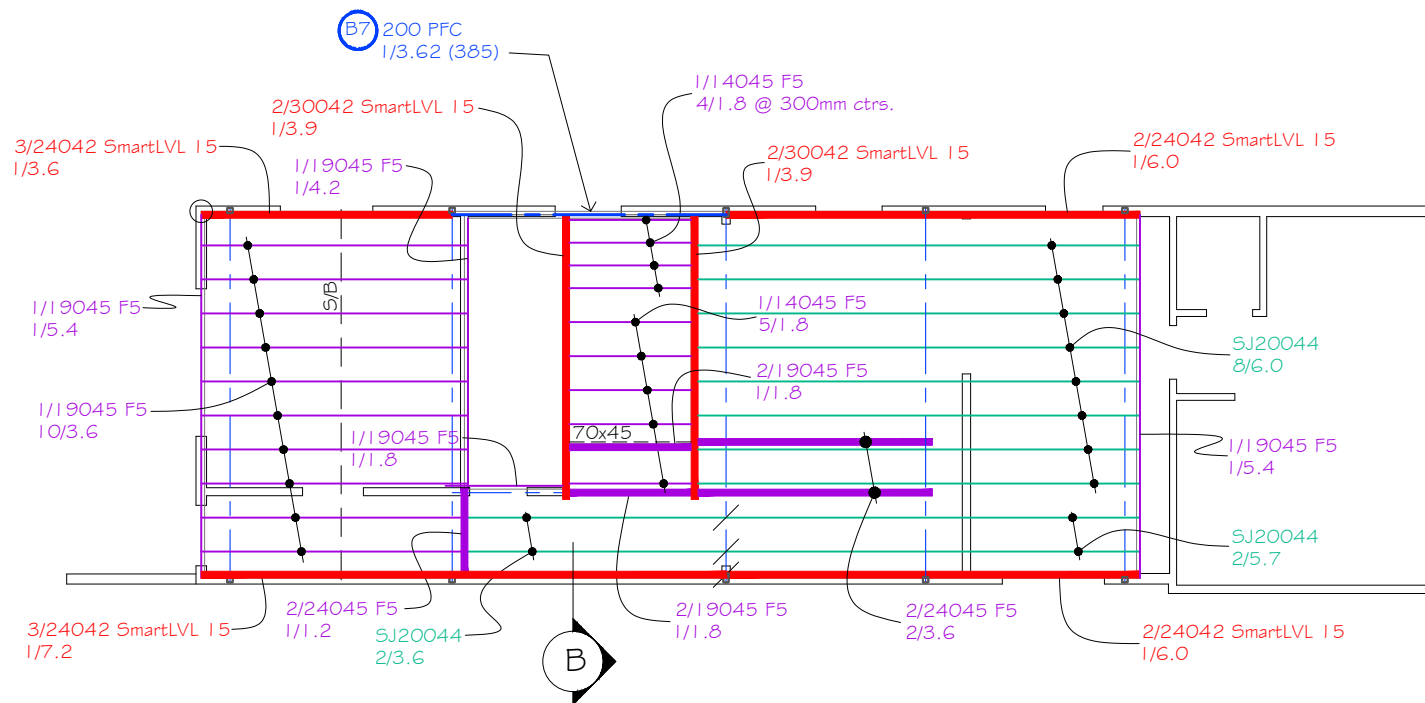 B7 200 PFC
1/3.62 (385)
1/14045 F5
4/1.8 @ 300mm ctrs.
2/30042 SmartLVL 15
1/3.9
3/24042 SmartLVL 15
1/3.6
1/19045 F5
1/4.2
2/30042 SmartLVL 15
1/3.9
2/24042 SmartLVL 15
1/6.0
S/B
1/19045 F5
1/5.4
1/14045 F5
5/1.8
SJ20044
8/6.0
2/19045 F5
1/1.8
1/19045 F5
10/3.6
70x45
1/19045 F5
1/1.8
1/19045 F5
1/5.4
SJ20044
2/5.7
2/24045 F5
1/1.2
3/24042 SmartLVL 15
1/7.2
SJ20044
2/3.6
2/19045 F5
1/1.8
2/24045 F5
2/3.6
2/24042 SmartLVL 15
1/6.0
B